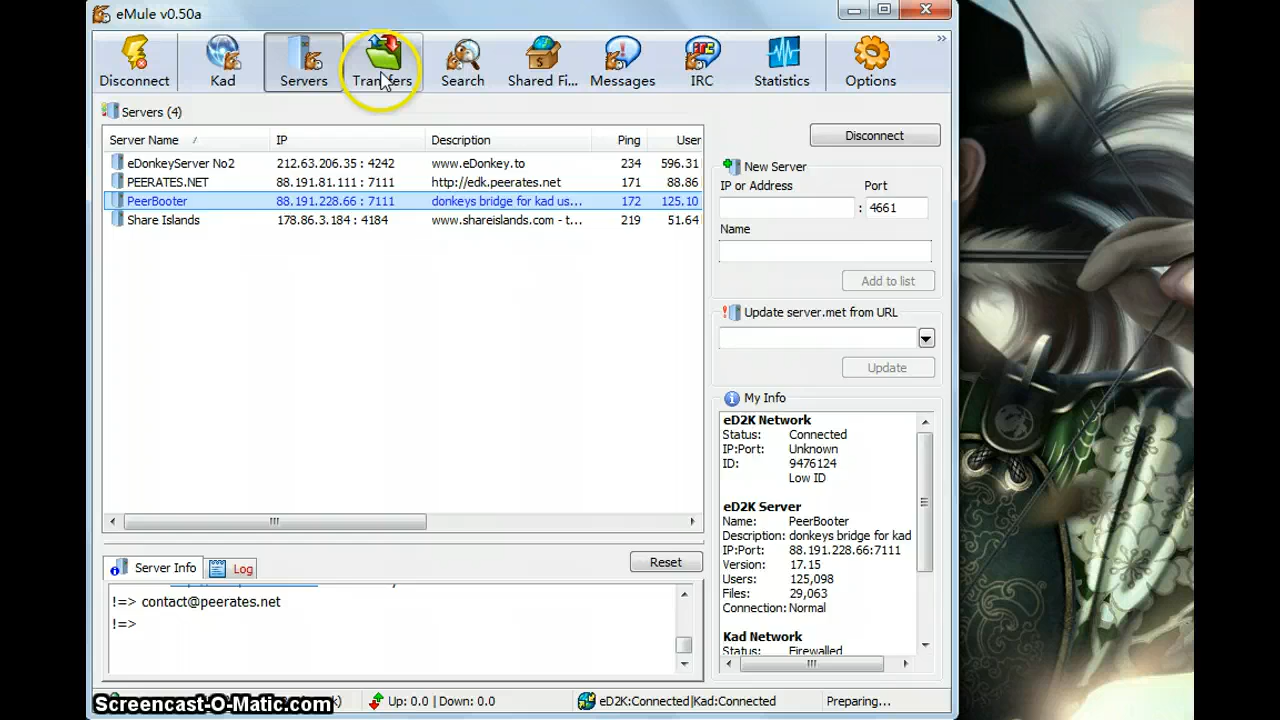 eMule v0.50a
Disconnect
Kad
Servers
Transfers
Search
Shared Fi...
Messages
IRC
Statistics
Options
»
Servers (4)
Server Name / IP Description Ping User
eDonkeyServer No2 212.63.206.35 : 4242 www.eDonkey.to 234 596.31
PEERATES.NET 88.191.81.111 : 7111 http://edk.peerates.net 171 88.86
PeerBooter 88.191.228.66 : 7111 donkeys bridge for kad us... 172 125.10
Share Islands 178.86.3.184 : 4184 www.shareislands.com - t... 219 51.64
Disconnect
New Server
IP or Address Port
: 4661
Name
Add to list
Update server.met from URL
Update
My Info
eD2K Network
Status: Connected
IP:Port: Unknown
ID: 9476124
Low ID
eD2K Server
Name: PeerBooter
Description: donkeys bridge for kad
IP:Port: 88.191.228.66:7111
Version: 17.15
Users: 125,098
Files: 29,063
Connection: Normal
Kad Network
Status: Firewalled
Server Info
Log
Reset
!=> contact@peerates.net
!=>
Up: 0.0 | Down: 0.0
eD2K:Connected|Kad:Connected
Preparing...
Screencast-O-Matic.com